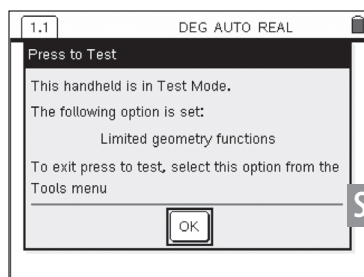 1.1 DEG AUTO REAL
Press to Test
This handheld is in Test Mode.
The following option is set:
Limited geometry functions
To exit press to test, select this option from the
Tools menu
OK
S